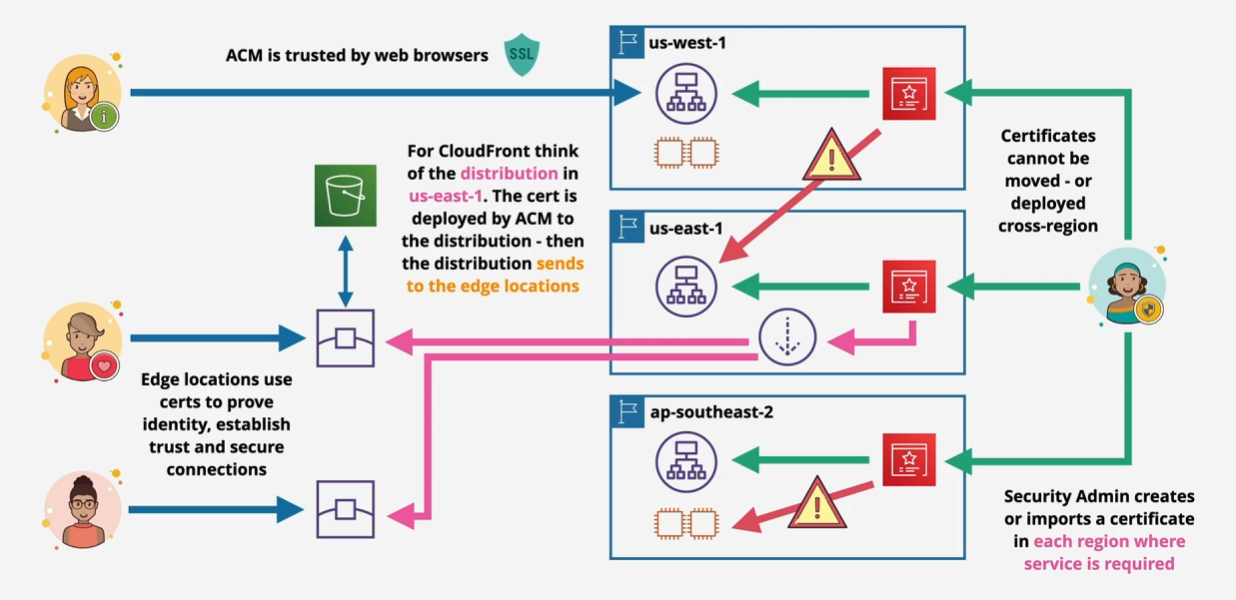 ACM is trusted by web browsers
SSL
us-west-1
For CloudFront think
of the distribution in
us-east-1. The cert is
deployed by ACM to
the distribution - then
the distribution sends
to the edge locations
Certificates
cannot be
moved - or
deployed
cross-region
us-east-1
Edge locations use
certs to prove
identity, establish
trust and secure
connections
ap-southeast-2
Security Admin creates
or imports a certificate
in each region where
service is required